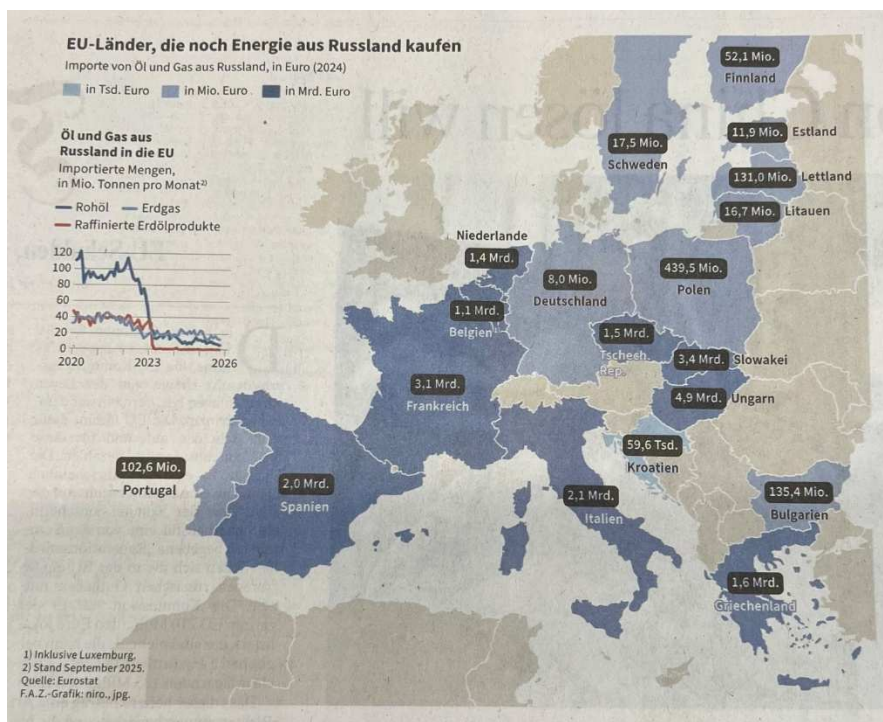 EU-Länder, die noch Energie aus Russland kaufen
Importe von Öl und Gas aus Russland, in Euro (2024)
in Tsd. Euro in Mio. Euro in Mrd. Euro
Öl und Gas aus
Russland in die EU
Importierte Mengen,
in Mio. Tonnen pro Monat²⁾
Rohöl Erdgas
Raffinierte Erdölprodukte
120
100
80
60
40
20
0
2020 2023 2026
52,1 Mio.
Finnland
11,9 Mio. Estland
17,5 Mio.
Schweden
131,0 Mio. Lettland
16,7 Mio. Litauen
Niederlande
1,4 Mrd.
8,0 Mio.
Deutschland
439,5 Mio.
Polen
1,1 Mrd.
Belgien¹⁾
1,5 Mrd.
Tschech.
Rep.
3,4 Mrd. Slowakei
4,9 Mrd. Ungarn
3,1 Mrd.
Frankreich
59,6 Tsd.
Kroatien
102,6 Mio.
Portugal
2,0 Mrd.
Spanien
2,1 Mrd.
Italien
135,4 Mio.
Bulgarien
1,6 Mrd.
Griechenland
1) Inklusive Luxemburg.
2) Stand September 2025.
Quelle: Eurostat
F.A.Z.-Grafik: niro., jpg.